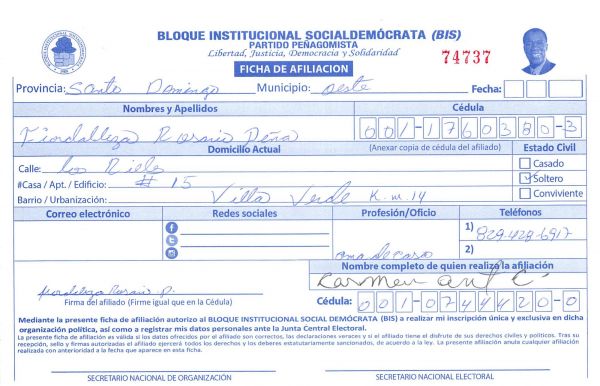 BLOQUE INSTITUCIONAL SOCIALDEMÓCRATA (BIS)
PARTIDO PEÑAGOMISTA
Libertad, Justicia, Democracia y Solidaridad
74737
FICHA DE AFILIACION
Provincia: Santo Domingo Municipio: oeste Fecha:
Nombres y Apellidos Cédula
Fiordaliza Rosario Peña 001-1760380-3
Domicilio Actual (Anexar copia de cédula del afiliado) Estado Civil
Calle: los Rieles Casado
#Casa / Apt. / Edificio: # 15 Soltero
Barrio / Urbanización: Villa Verde K.m.14 Conviviente
Correo electrónico Redes sociales Profesión/Oficio Teléfonos
1) 829-428-6917
ama de casa 2)
Nombre completo de quien realiza la afiliación
Fiordaliza Rosario P. Carmen
Firma del afiliado (Firme igual que en la Cédula) Cédula: 001-0744420-0
Mediante la presente ficha de afiliación autorizo al BLOQUE INSTITUCIONAL SOCIAL DEMÓCRATA (BIS) a realizar mi inscripción única y exclusiva en dicha
organización política, así como a registrar mis datos personales ante la Junta Central Electoral.
La presente ficha de afiliación es válida si los datos ofrecidos por el afiliado son correctos, las declaraciones veraces y si el afiliado tiene el disfrute de sus derechos civiles y políticos. Tras su
recepción, sello y firmas autorizadas el afiliado ejercerá todos los derechos y los deberes estatutariamente sancionados, de acuerdo a la ley. La presente afiliación anula cualquier afiliación
realizada con anterioridad a la fecha que aparece en esta ficha.
SECRETARIO NACIONAL DE ORGANIZACIÓN SECRETARIO NACIONAL ELECTORAL